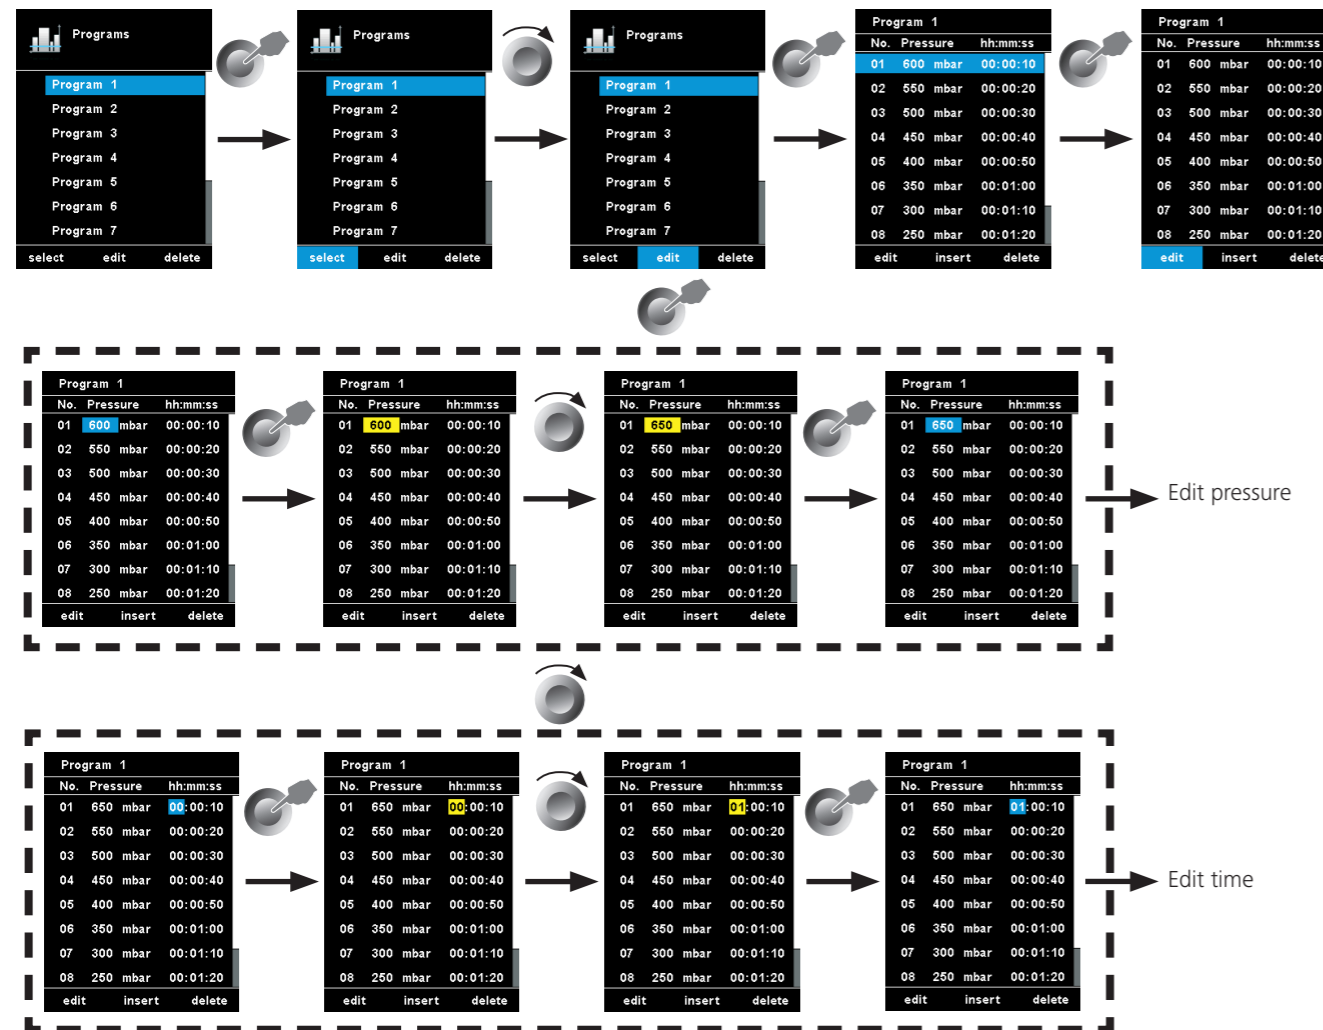 Programs
Program 1
Program 2
Program 3
Program 4
Program 5
Program 6
Program 7
select edit delete
Programs
Program 1
Program 2
Program 3
Program 4
Program 5
Program 6
Program 7
select edit delete
Programs
Program 1
Program 2
Program 3
Program 4
Program 5
Program 6
Program 7
select edit delete
Program 1
No. Pressure hh:mm:ss
01 600 mbar 00:00:10
02 550 mbar 00:00:20
03 500 mbar 00:00:30
04 450 mbar 00:00:40
05 400 mbar 00:00:50
06 350 mbar 00:01:00
07 300 mbar 00:01:10
08 250 mbar 00:01:20
edit insert delete
Program 1
No. Pressure hh:mm:ss
01 600 mbar 00:00:10
02 550 mbar 00:00:20
03 500 mbar 00:00:30
04 450 mbar 00:00:40
05 400 mbar 00:00:50
06 350 mbar 00:01:00
07 300 mbar 00:01:10
08 250 mbar 00:01:20
edit insert delete
Program 1
No. Pressure hh:mm:ss
01 600 mbar 00:00:10
02 550 mbar 00:00:20
03 500 mbar 00:00:30
04 450 mbar 00:00:40
05 400 mbar 00:00:50
06 350 mbar 00:01:00
07 300 mbar 00:01:10
08 250 mbar 00:01:20
edit insert delete
Program 1
No. Pressure hh:mm:ss
01 600 mbar 00:00:10
02 550 mbar 00:00:20
03 500 mbar 00:00:30
04 450 mbar 00:00:40
05 400 mbar 00:00:50
06 350 mbar 00:01:00
07 300 mbar 00:01:10
08 250 mbar 00:01:20
edit insert delete
Program 1
No. Pressure hh:mm:ss
01 650 mbar 00:00:10
02 550 mbar 00:00:20
03 500 mbar 00:00:30
04 450 mbar 00:00:40
05 400 mbar 00:00:50
06 350 mbar 00:01:00
07 300 mbar 00:01:10
08 250 mbar 00:01:20
edit insert delete
Program 1
No. Pressure hh:mm:ss
01 650 mbar 00:00:10
02 550 mbar 00:00:20
03 500 mbar 00:00:30
04 450 mbar 00:00:40
05 400 mbar 00:00:50
06 350 mbar 00:01:00
07 300 mbar 00:01:10
08 250 mbar 00:01:20
edit insert delete
Edit pressure
Program 1
No. Pressure hh:mm:ss
01 650 mbar 00:00:10
02 550 mbar 00:00:20
03 500 mbar 00:00:30
04 450 mbar 00:00:40
05 400 mbar 00:00:50
06 350 mbar 00:01:00
07 300 mbar 00:01:10
08 250 mbar 00:01:20
edit insert delete
Program 1
No. Pressure hh:mm:ss
01 650 mbar 00:00:10
02 550 mbar 00:00:20
03 500 mbar 00:00:30
04 450 mbar 00:00:40
05 400 mbar 00:00:50
06 350 mbar 00:01:00
07 300 mbar 00:01:10
08 250 mbar 00:01:20
edit insert delete
Program 1
No. Pressure hh:mm:ss
01 650 mbar 01:00:10
02 550 mbar 00:00:20
03 500 mbar 00:00:30
04 450 mbar 00:00:40
05 400 mbar 00:00:50
06 350 mbar 00:01:00
07 300 mbar 00:01:10
08 250 mbar 00:01:20
edit insert delete
Program 1
No. Pressure hh:mm:ss
01 650 mbar 01:00:10
02 550 mbar 00:00:20
03 500 mbar 00:00:30
04 450 mbar 00:00:40
05 400 mbar 00:00:50
06 350 mbar 00:01:00
07 300 mbar 00:01:10
08 250 mbar 00:01:20
edit insert delete
Edit time